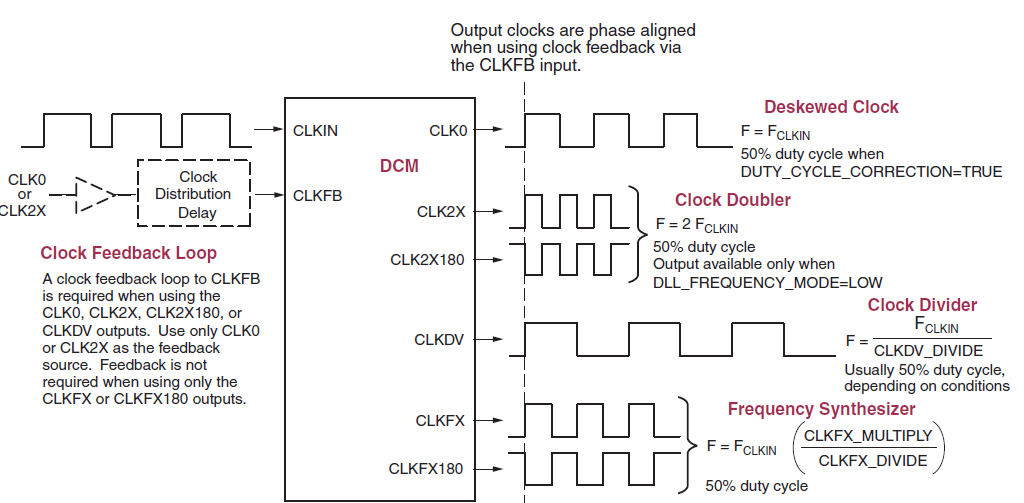 Output clocks are phase aligned
when using clock feedback via
the CLKFB input.
CLKIN
CLKFB
DCM
CLK0
CLK2X
CLK2X180
CLKDV
CLKFX
CLKFX180
CLK0
or
CLK2X
Clock
Distribution
Delay
Clock Feedback Loop
A clock feedback loop to CLKFB
is required when using the
CLK0, CLK2X, CLK2X180, or
CLKDV outputs. Use only CLK0
or CLK2X as the feedback
source. Feedback is not
required when using only the
CLKFX or CLKFX180 outputs.
Deskewed Clock
F = FCLKIN
50% duty cycle when
DUTY_CYCLE_CORRECTION=TRUE
Clock Doubler
F = 2 FCLKIN
50% duty cycle
Output available only when
DLL_FREQUENCY_MODE=LOW
Clock Divider
F = FCLKIN
CLKDV_DIVIDE
Usually 50% duty cycle,
depending on conditions
Frequency Synthesizer
F = FCLKIN (CLKFX_MULTIPLY
CLKFX_DIVIDE)
50% duty cycle